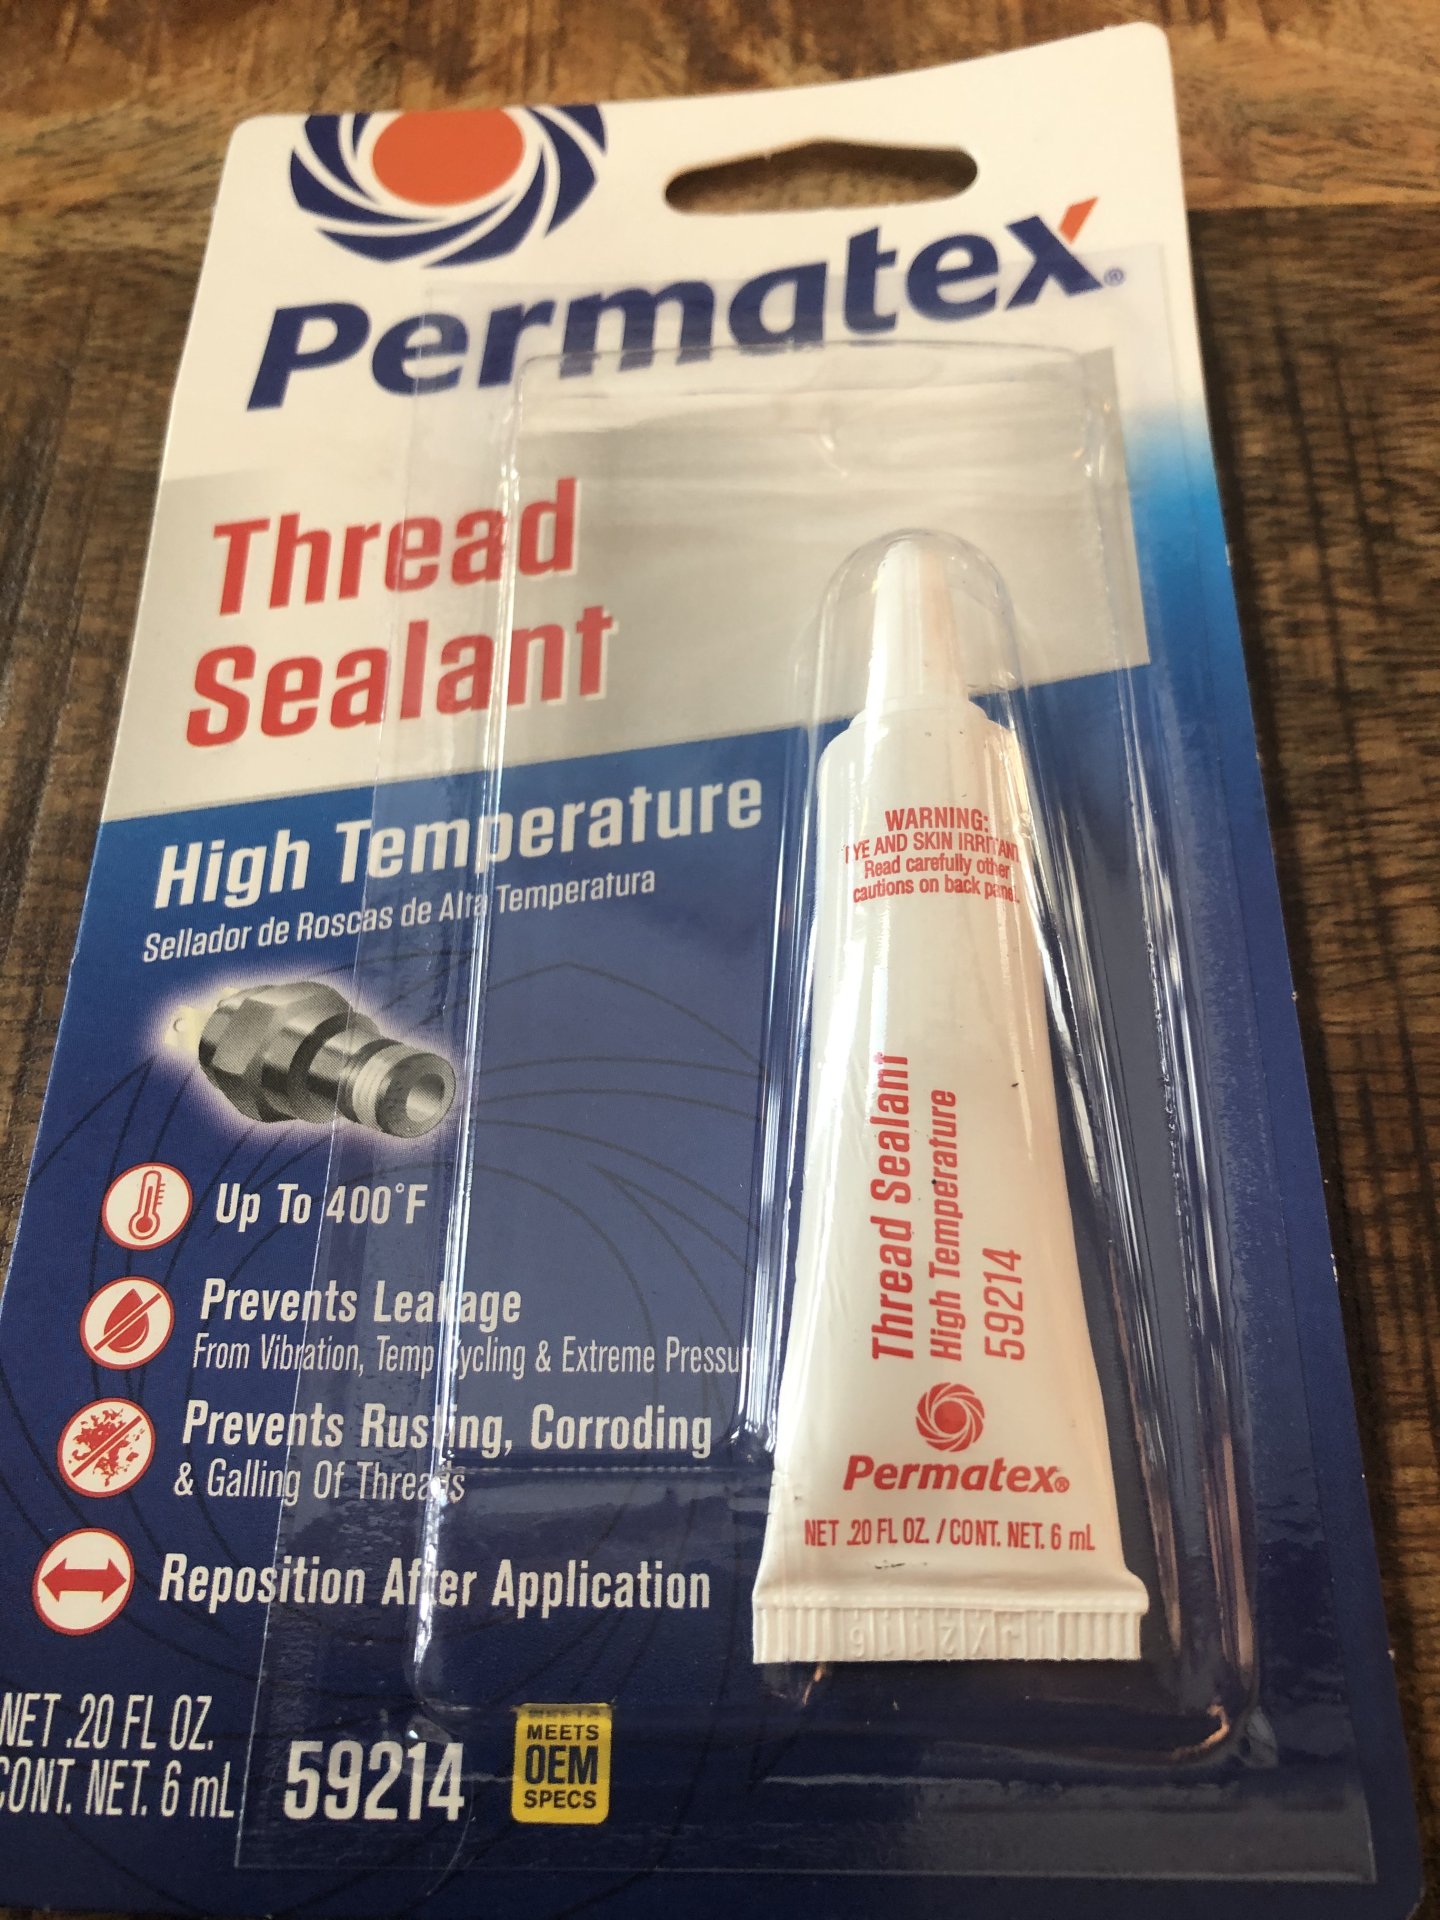 Permatex®
Thread
Sealant
High Temperature
Sellador de Roscas de Alta Temperatura
Up To 400°F
Prevents Leakage
From Vibration, Temp Cycling & Extreme
Prevents Rusting, Corroding
& Galling Of Threads
Reposition After Application
NET .20 FL OZ.
CONT. NET. 6 mL
59214
MEETS
OEM
SPECS
WARNING:
EYE AND SKIN IRRITANT
Read carefully other
cautions on back panel.
Thread Sealant
High Temperature
59214
Permatex®
NET .20 FL OZ. / CONT. NET. 6 mL